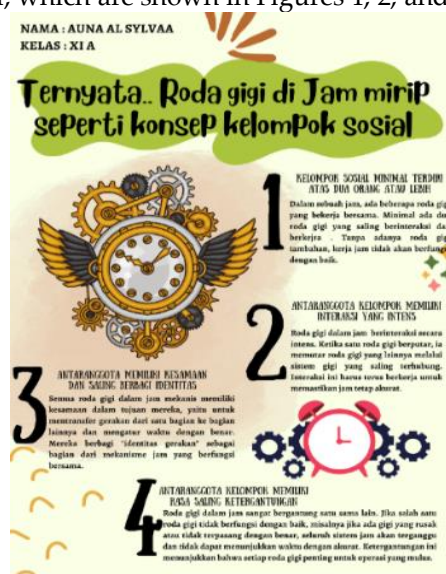 , which are shown in Figures 1, 2, and
NAMA : AUNA AL SYLVAA
KELAS : XI A
Ternyata.. Roda gigi di Jam mirip
seperti konsep kelompok sosial
1
KELOMPOK SOSIAL MINIMAL TERDIRI
ATAS DUA ORANG ATAU LEBIH
Dalam sebuah jam, ada beberapa roda gigi
yang bekerja bersama. Minimal ada dua
roda gigi yang saling berinteraksi dan
berkerja . Tanpa adanya roda gigi
tambahan, kerja jam tidak akan berfungsi
dengan baik.
2
ANTARANGGOTA KELOMPOK MEMILIKI
INTERAKSI YANG INTENS
Roda gigi dalam jam berinteraksi secara
intens. Ketika satu roda gigi berputar, ia
memutar roda gigi yang lainnya melalui
sistem gigi yang saling terhubung.
Interaksi ini harus terus berkerja untuk
memastikan jam tetap akurat.
3
ANTARANGGOTA MEMILIKI KESAMAAN
DAN SALING BERBAGI IDENTITAS
Semua roda gigi dalam jam mekanis memiliki
kesamaan dalam tujuan mereka, yaitu untuk
mentransfer gerakan dari satu bagian ke bagian
lainnya dan mengatur waktu dengan benar.
Mereka berbagi "identitas gerakan" sebagai
bagian dari mekanisme jam yang berfungsi
bersama.
4
ANTARANGGOTA KELOMPOK MEMILIKI
RASA SALING KETERGANTUNGAN
Roda gigi dalam jam sangat bergantung satu sama lain. Jika salah satu
roda gigi tidak berfungsi dengan baik, misalnya jika ada gigi yang rusak
atau tidak terpasang dengan benar, seluruh sistem jam akan terganggu
dan tidak dapat menunjukkan waktu dengan akurat. Ketergantungan ini
menunjukkan bahwa setiap roda gigi penting untuk operasi yang mulus.